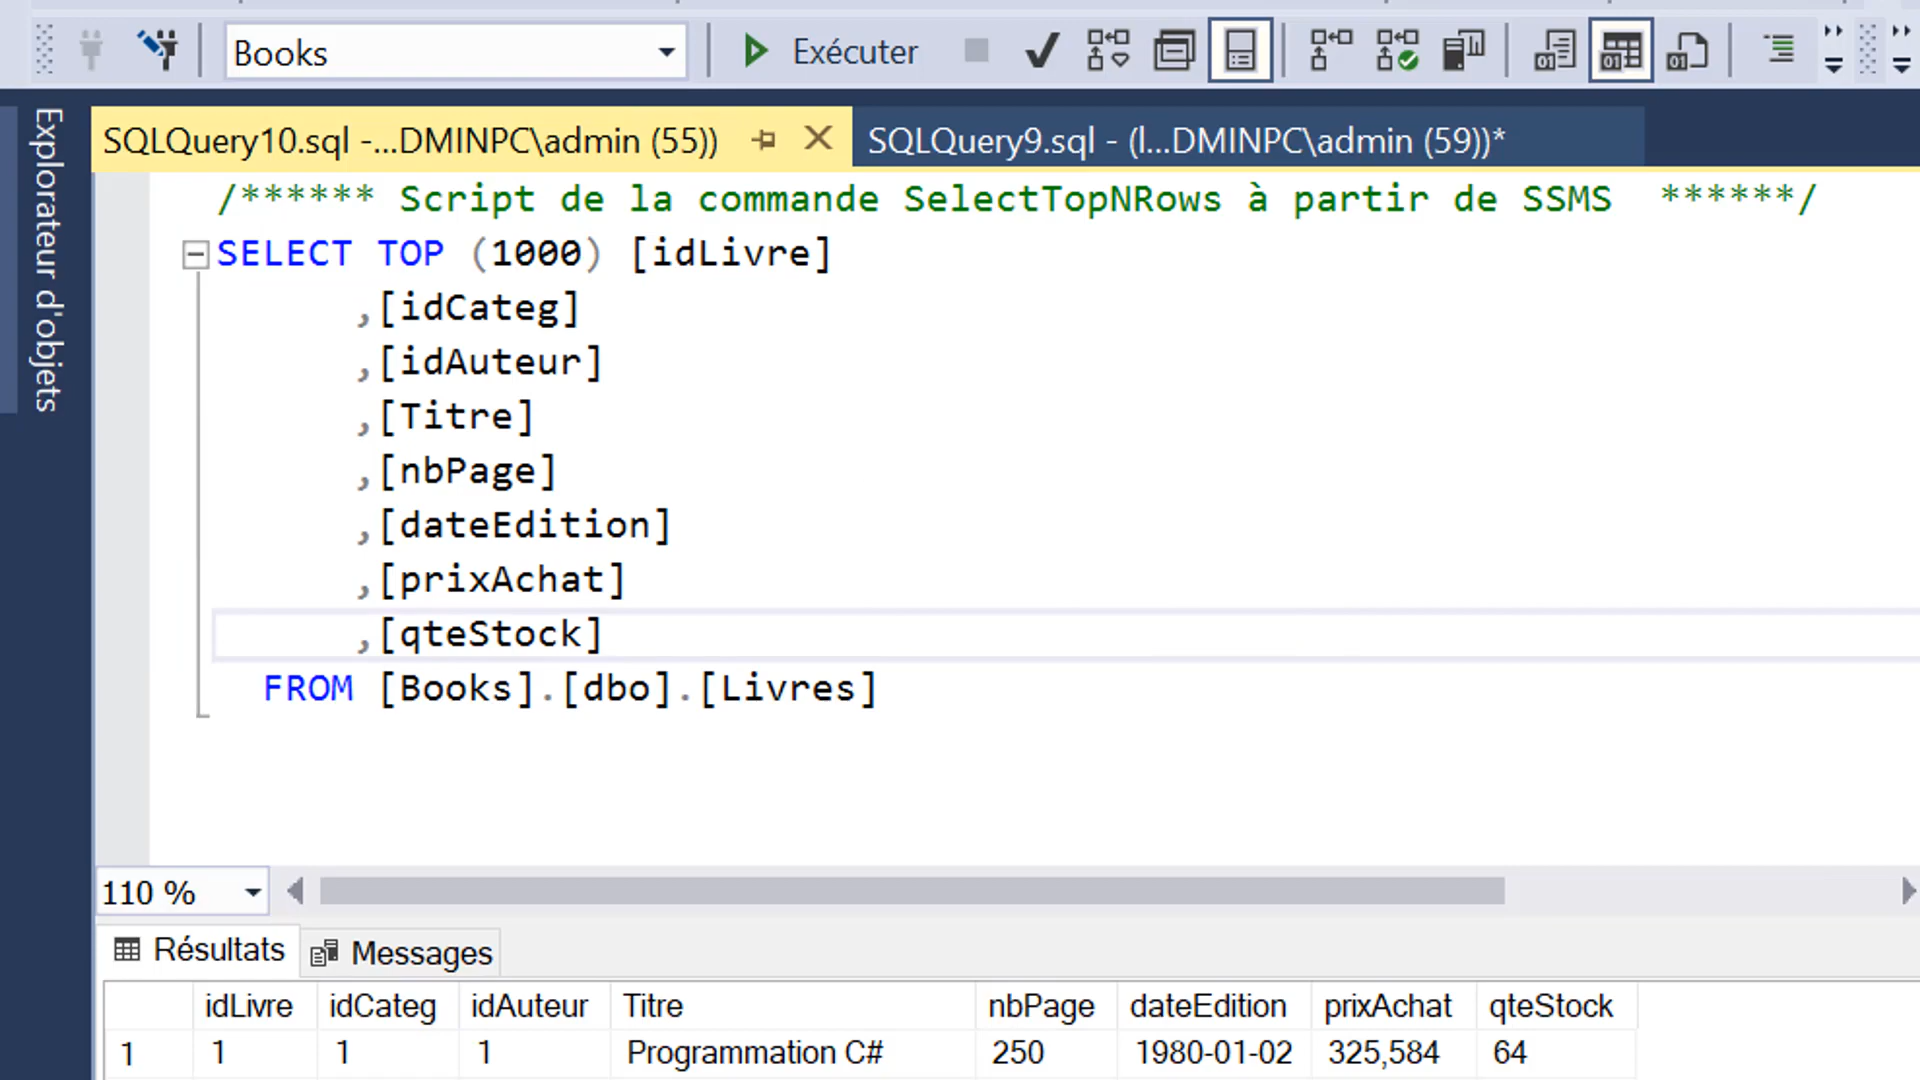 Books
Exécuter
Explorateur d'objets
SQLQuery10.sql -...DMINPC\admin (55))
SQLQuery9.sql - (l...DMINPC\admin (59))*
/****** Script de la commande SelectTopNRows à partir de SSMS  ******/
SELECT TOP (1000) [idLivre]
,[idCateg]
,[idAuteur]
,[Titre]
,[nbPage]
,[dateEdition]
,[prixAchat]
,[qteStock]
FROM [Books].[dbo].[Livres]
110 %
Résultats
Messages
idLivre idCateg idAuteur Titre nbPage dateEdition prixAchat qteStock
1 1 1 1 Programmation C# 250 1980-01-02 325,584 64